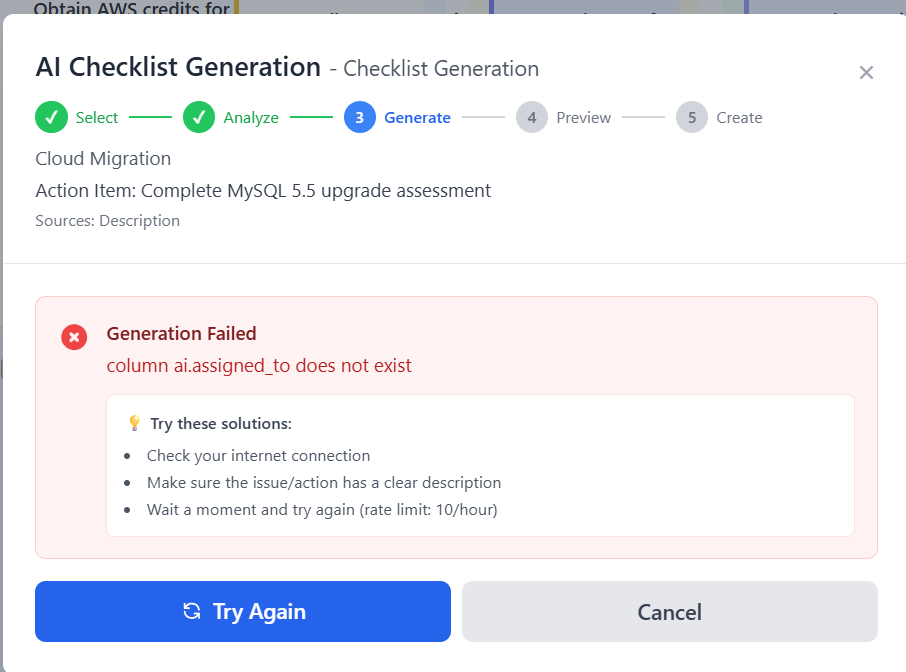 Obtain AWS credits for
AI Checklist Generation - Checklist Generation
Select
Analyze
3 Generate
4 Preview
5 Create
Cloud Migration
Action Item: Complete MySQL 5.5 upgrade assessment
Sources: Description
Generation Failed
column ai.assigned_to does not exist
Try these solutions:
Check your internet connection
Make sure the issue/action has a clear description
Wait a moment and try again (rate limit: 10/hour)
Try Again
Cancel